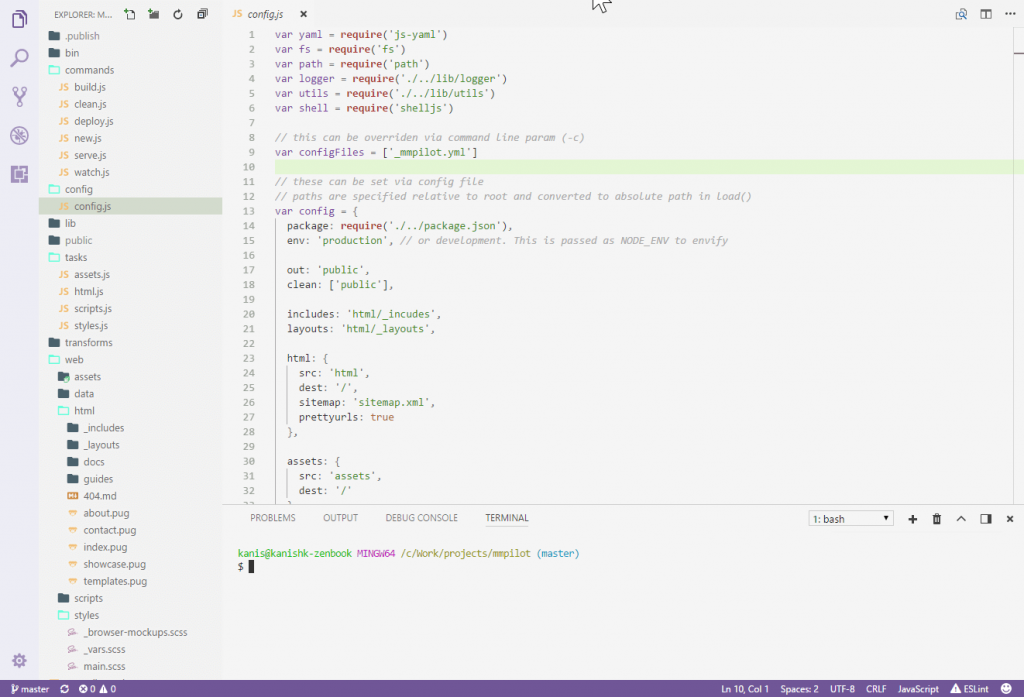 EXPLORER: M...
.publish
bin
commands
JS build.js
JS clean.js
JS deploy.js
JS new.js
JS serve.js
JS watch.js
config
JS config.js
lib
public
tasks
JS assets.js
JS html.js
JS scripts.js
JS styles.js
transforms
web
assets
data
html
_includes
_layouts
docs
guides
404.md
about.pug
contact.pug
index.pug
showcase.pug
templates.pug
scripts
styles
_browser-mockups.scss
_vars.scss
main.scss
JS config.js ×
1 var yaml = require('js-yaml')
2 var fs = require('fs')
3 var path = require('path')
4 var logger = require('./../lib/logger')
5 var utils = require('./../lib/utils')
6 var shell = require('shelljs')
7
8 // this can be overriden via command line param (-c)
9 var configFiles = ['_mmpilot.yml']
10
11 // these can be set via config file
12 // paths are specified relative to root and converted to absolute path in load()
13 var config = {
14 package: require('./../package.json'),
15 env: 'production', // or development. This is passed as NODE_ENV to envify
16
17 out: 'public',
18 clean: ['public'],
19
20 includes: 'html/_incudes',
21 layouts: 'html/_layouts',
22
23 html: {
24 src: 'html',
25 dest: '/',
26 sitemap: 'sitemap.xml',
27 prettyurls: true
28 },
29
30 assets: {
31 src: 'assets',
32 dest: '/'
PROBLEMS OUTPUT DEBUG CONSOLE TERMINAL 1: bash
kanis@kanishk-zenbook MINGW64 /c/Work/projects/mmpilot (master)
$
master 0 0 Ln 10, Col 1 Spaces: 2 UTF-8 CRLF JavaScript ESLint